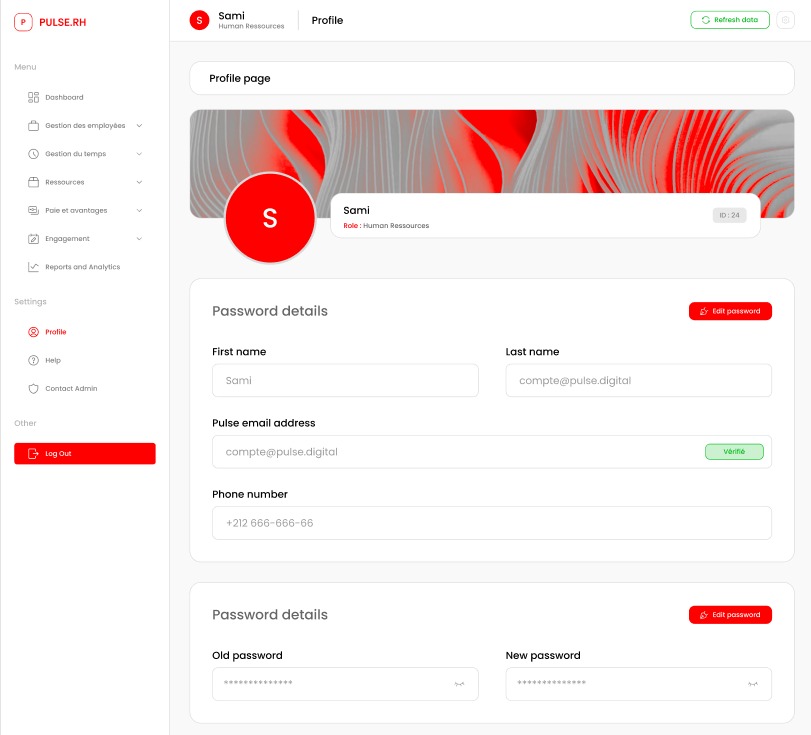 P PULSE.RH
Menu
Dashboard
Gestion des employées
Gestion du temps
Ressources
Paie et avantages
Engagement
Reports and Analytics
Settings
Profile
Help
Contact Admin
Other
Log Out
S
Sami
Human Ressources
Profile
Refresh data
Profile page
S
Sami
Role : Human Ressources
ID : 24
Password details
Edit password
First name
Last name
Sami
compte@pulse.digital
Pulse email address
compte@pulse.digital
Vérifié
Phone number
+212 666-666-66
Password details
Edit password
Old password
New password
**************
**************